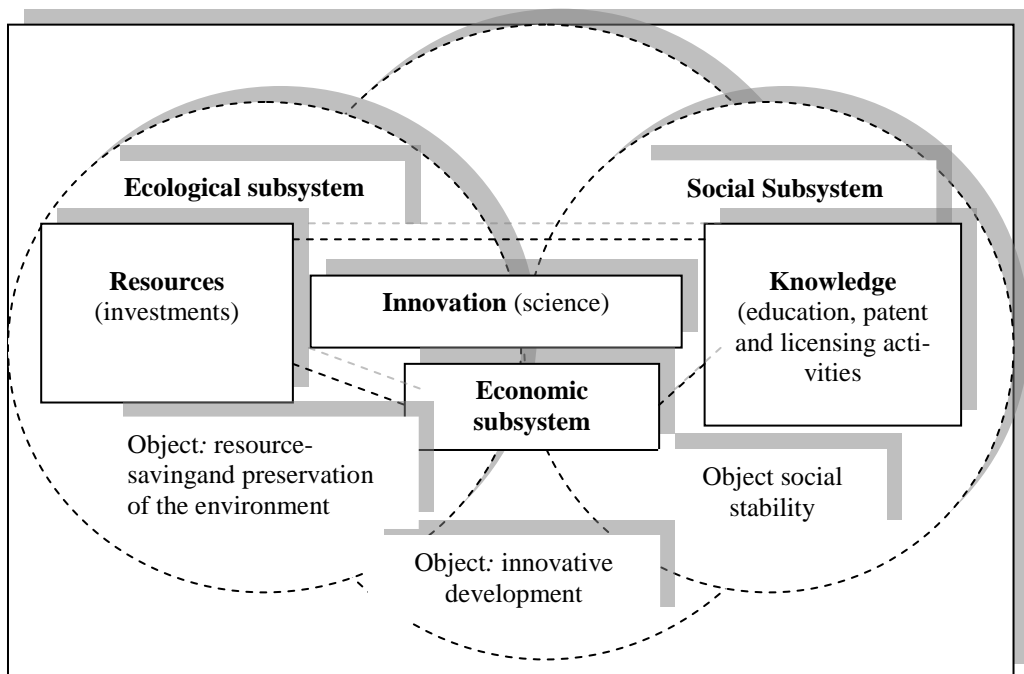 Ecological subsystem
Social Subsystem
Resources
(investments)
Innovation (science)
Knowledge
(education, patent
and licensing acti-
vities
Economic
subsystem
Object: resource-
savingand preservation
of the environment
Object social
stability
Object: innovative
development